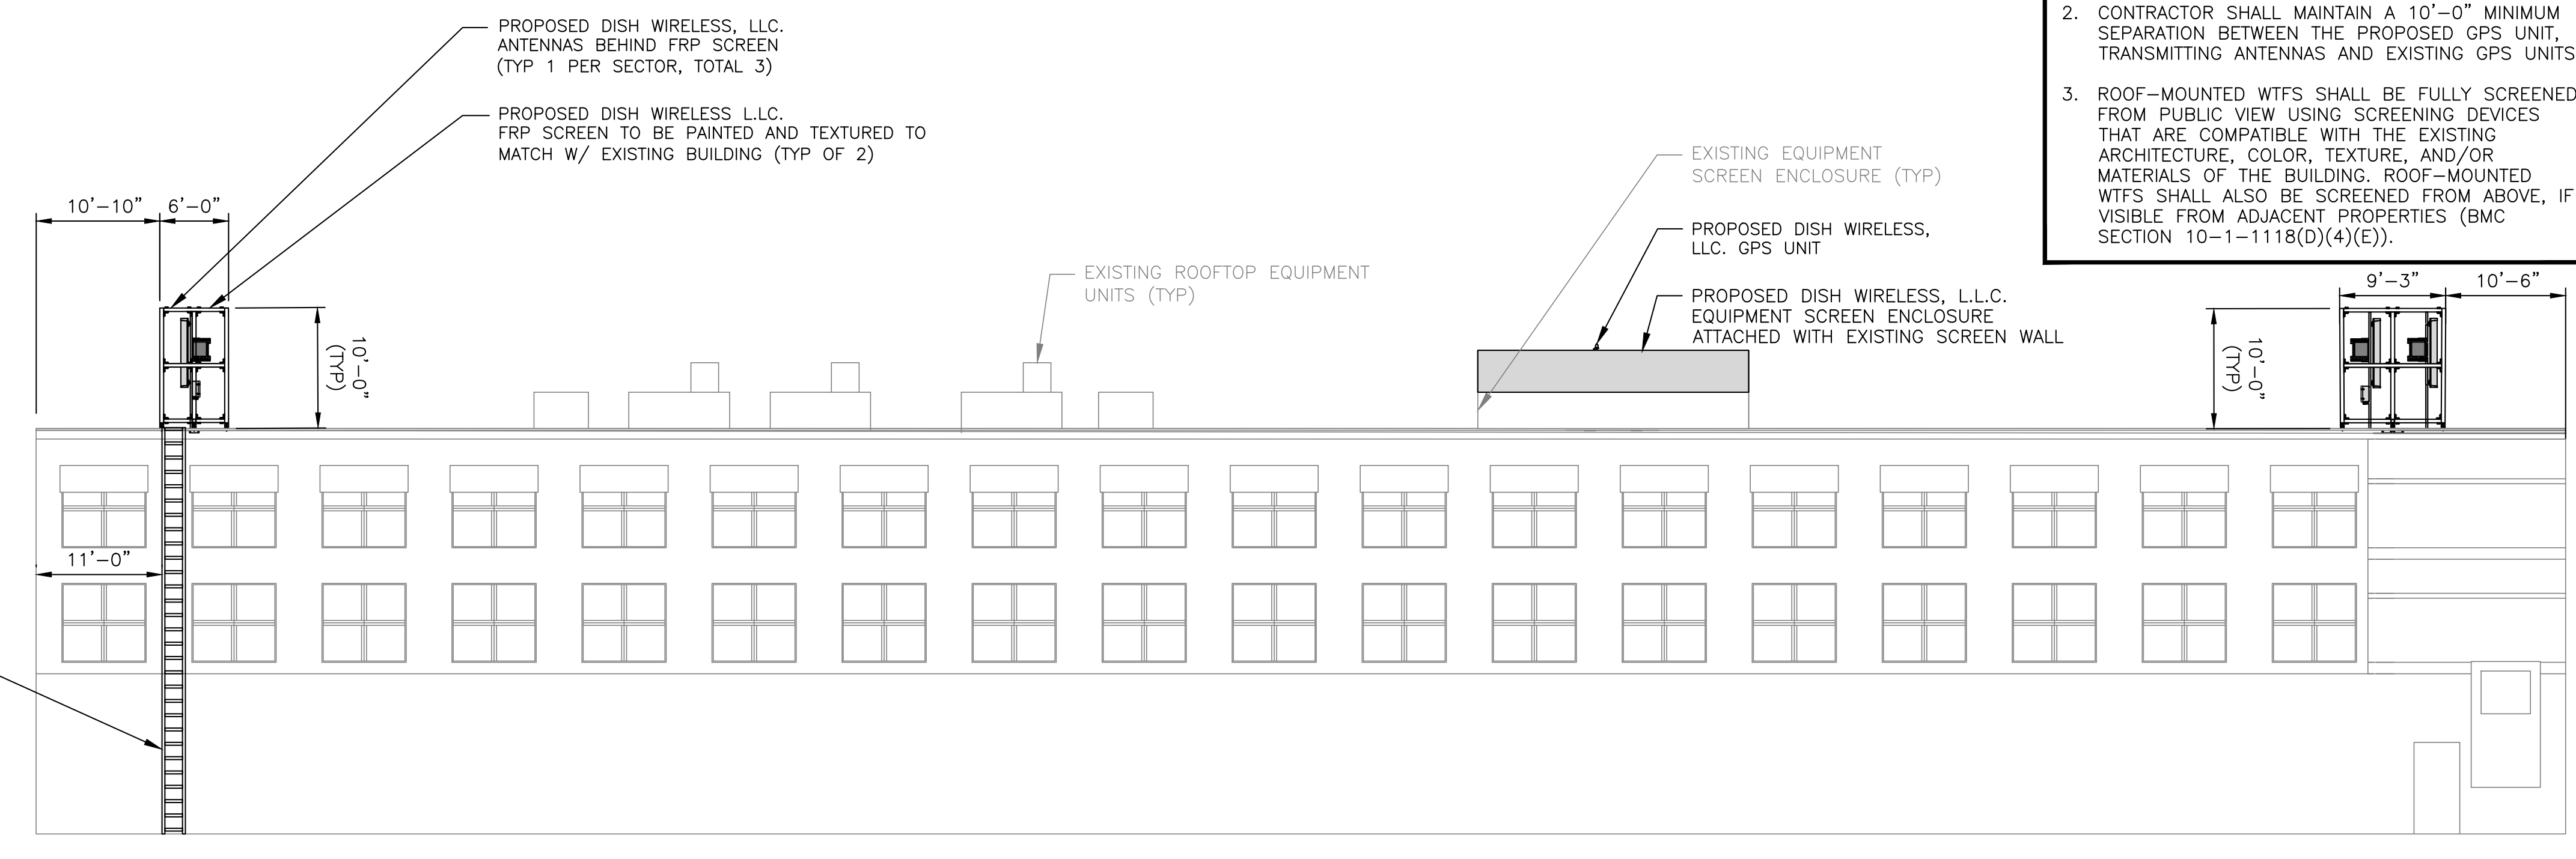 PROPOSED DISH WIRELESS, LLC.
ANTENNAS BEHIND FRP SCREEN
(TYP 1 PER SECTOR, TOTAL 3)
PROPOSED DISH WIRELESS L.LC.
FRP SCREEN TO BE PAINTED AND TEXTURED TO
MATCH W/ EXISTING BUILDING (TYP OF 2)
2. CONTRACTOR SHALL MAINTAIN A 10'-0" MINIMUM
SEPARATION BETWEEN THE PROPOSED GPS UNIT,
TRANSMITTING ANTENNAS AND EXISTING GPS UNITS
3. ROOF-MOUNTED WTFS SHALL BE FULLY SCREENED
FROM PUBLIC VIEW USING SCREENING DEVICES
THAT ARE COMPATIBLE WITH THE EXISTING
ARCHITECTURE, COLOR, TEXTURE, AND/OR
MATERIALS OF THE BUILDING. ROOF-MOUNTED
WTFS SHALL ALSO BE SCREENED FROM ABOVE, IF
VISIBLE FROM ADJACENT PROPERTIES (BMC
SECTION 10-1-1118(D)(4)(E)).
EXISTING EQUIPMENT
SCREEN ENCLOSURE (TYP)
PROPOSED DISH WIRELESS,
LLC. GPS UNIT
EXISTING ROOFTOP EQUIPMENT
UNITS (TYP)
PROPOSED DISH WIRELESS, L.L.C.
EQUIPMENT SCREEN ENCLOSURE
ATTACHED WITH EXISTING SCREEN WALL
10'-10"
6'-0"
10'-0"
(TYP)
9'-3"
10'-6"
10'-0"
(TYP)
11'-0"